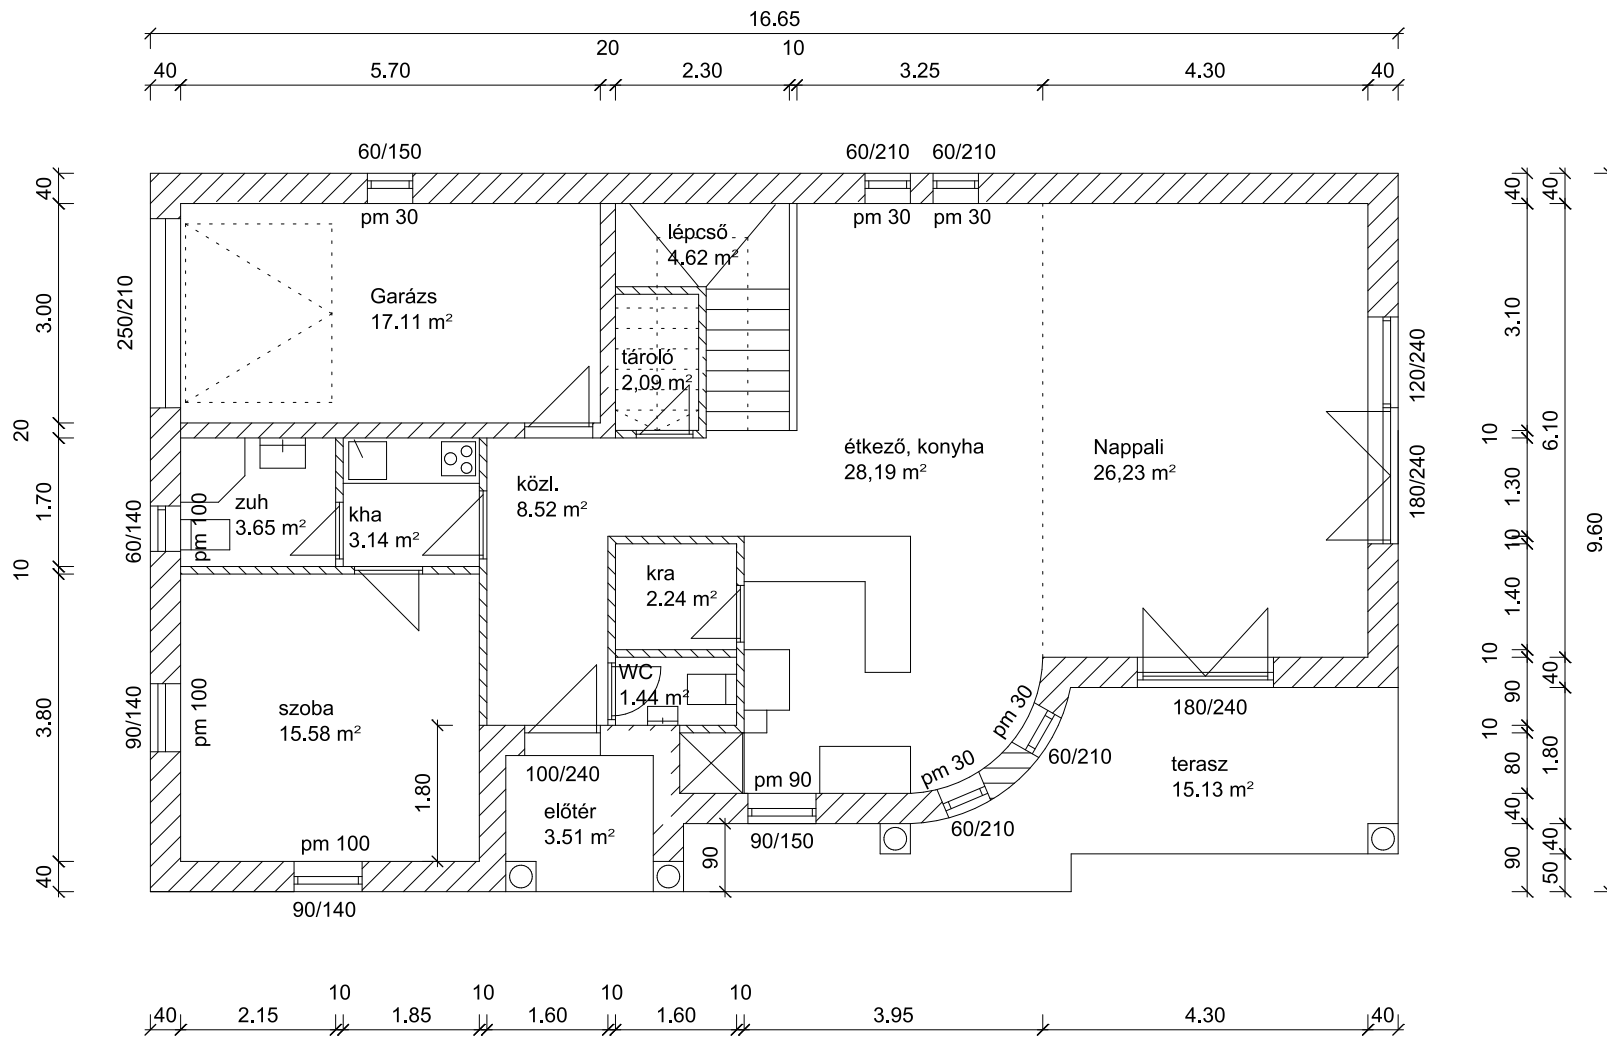 16.65
20
10
40
5.70
2.30
3.25
4.30
40
60/150
60/210
60/210
pm 30
pm 30
pm 30
40
3.00
20
1.70
10
3.80
40
250/210
60/140
90/140
Garázs
17.11 m²
lépcső
4.62 m²
tároló
2,09 m²
étkező, konyha
28,19 m²
Nappali
26,23 m²
közl.
8.52 m²
zuh
3.65 m²
pm 100
kha
3.14 m²
kra
2.24 m²
WC
1.44 m²
szoba
15.58 m²
pm 100
pm 100
90/140
1.80
100/240
előtér
3.51 m²
pm 90
90/150
90
pm 30
60/210
pm 30
60/210
180/240
terasz
15.13 m²
120/240
180/240
40
3.10
10
1.30
10
1.40
10
90
10
80
40
90
40
6.10
40
1.80
40
50
9.60
10
10
10
10
40
2.15
1.85
1.60
1.60
3.95
4.30
40